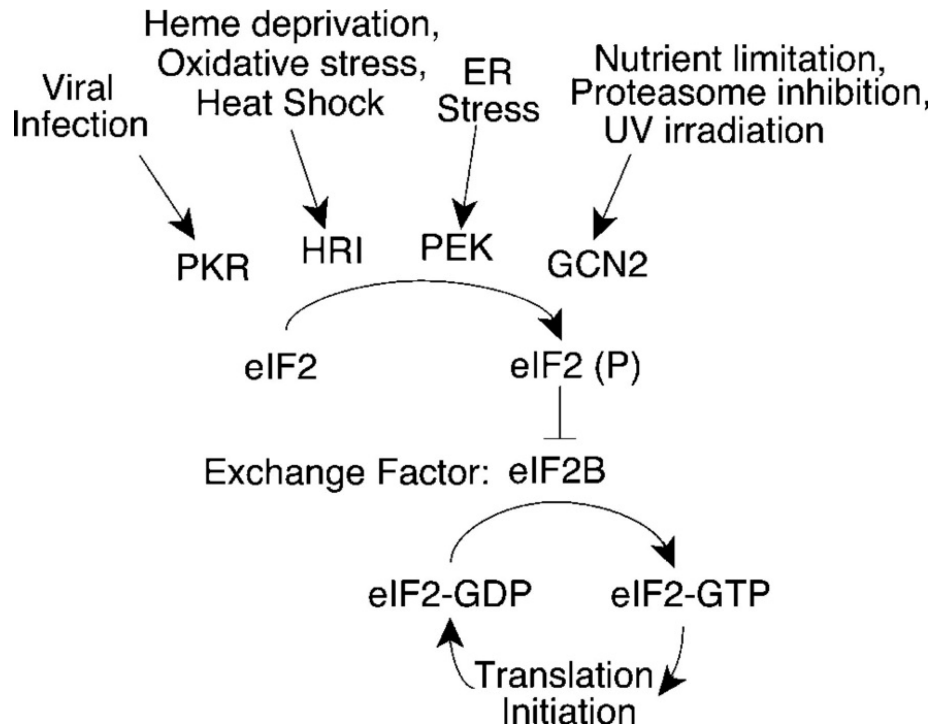 Viral
Infection
Heme deprivation,
Oxidative stress,
Heat Shock
ER
Stress
Nutrient limitation,
Proteasome inhibition,
UV irradiation
PKR
HRI
PEK
GCN2
eIF2
eIF2 (P)
Exchange Factor: eIF2B
eIF2-GDP
eIF2-GTP
Translation
Initiation